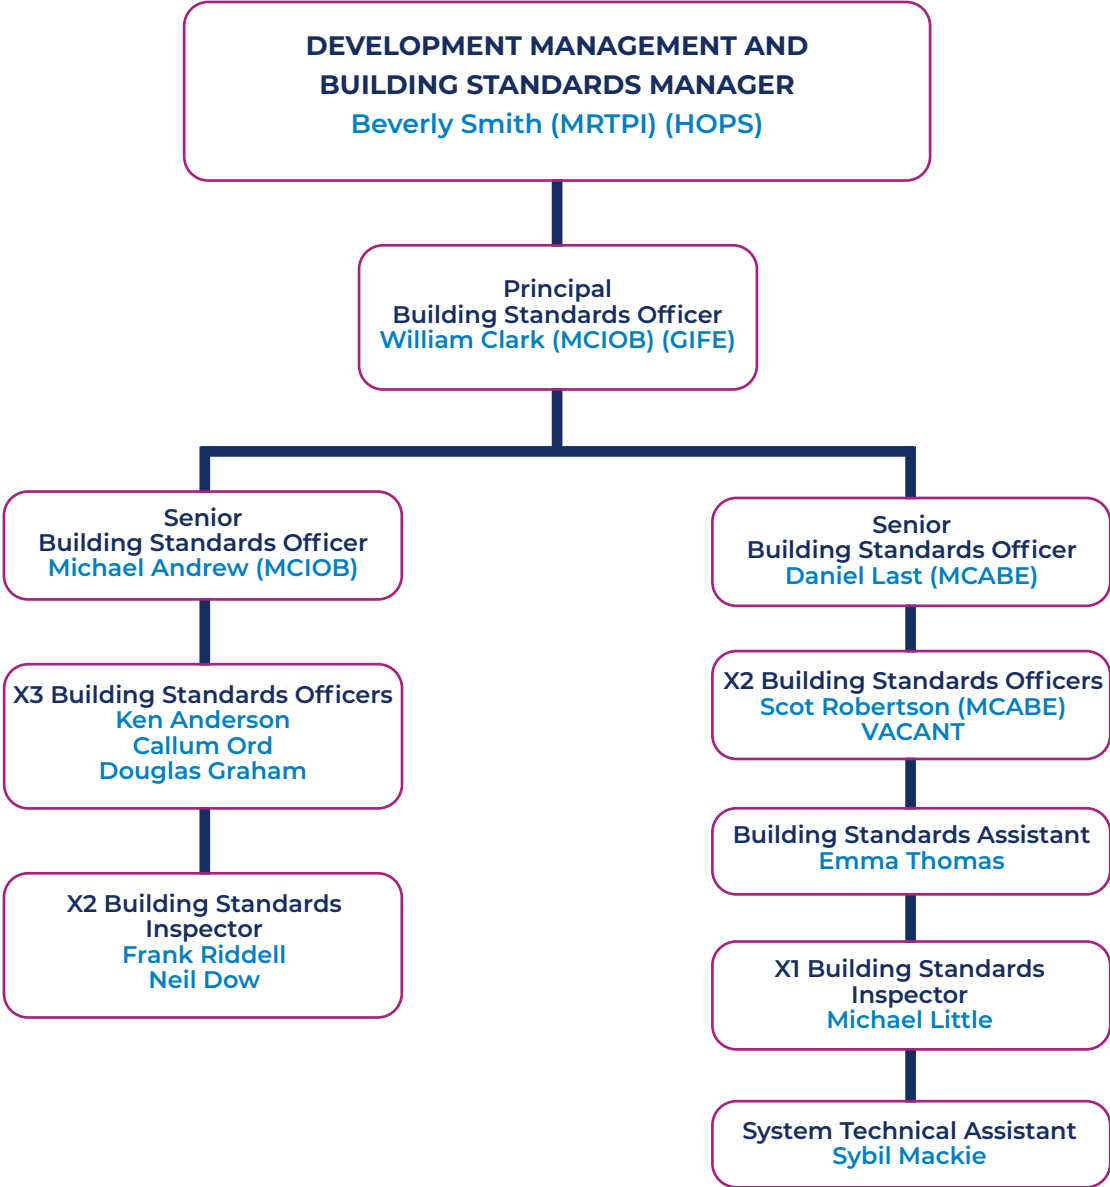 DEVELOPMENT MANAGEMENT AND
BUILDING STANDARDS MANAGER
Beverly Smith (MRTPI) (HOPS)
Principal
Building Standards Officer
William Clark (MCIOB) (GIFE)
Senior
Building Standards Officer
Michael Andrew (MCIOB)
X3 Building Standards Officers
Ken Anderson
Callum Ord
Douglas Graham
X2 Building Standards
Inspector
Frank Riddell
Neil Dow
Senior
Building Standards Officer
Daniel Last (MCABE)
X2 Building Standards Officers
Scot Robertson (MCABE)
VACANT
Building Standards Assistant
Emma Thomas
X1 Building Standards
Inspector
Michael Little
System Technical Assistant
Sybil Mackie